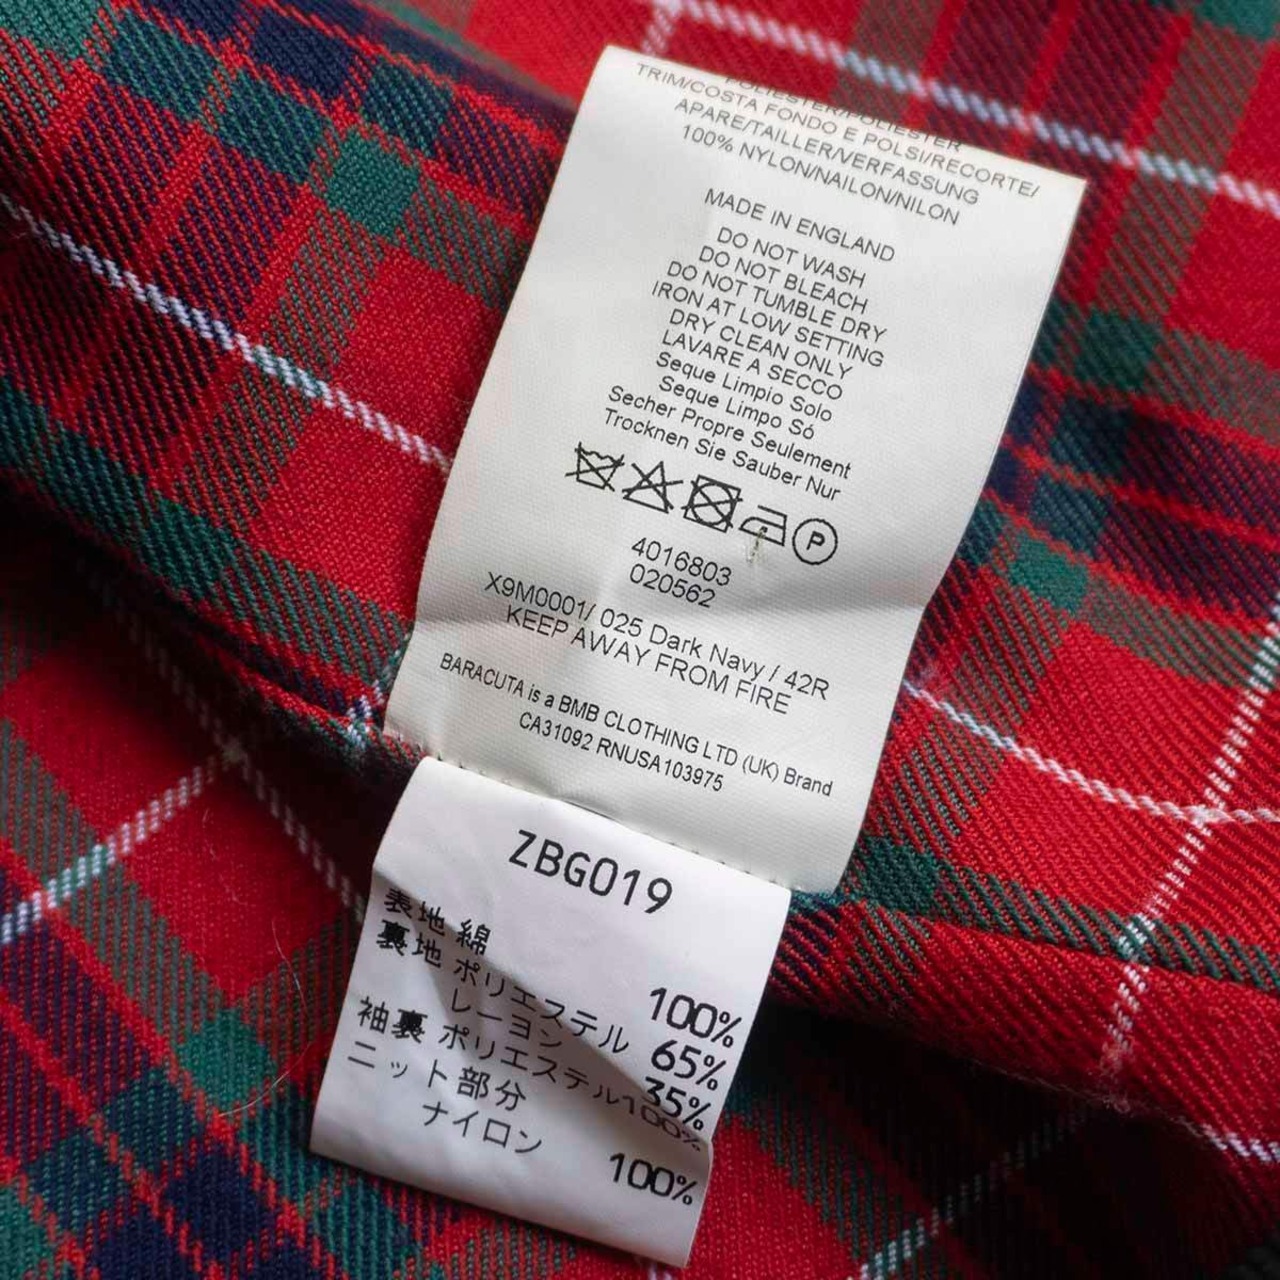 POLIESTER/POLIESTER
TRIM/COSTA FONDO E POLSI/RECORTE/
APARE/TAILLER/VERFASSUNG
100% NYLON/NAILON/NILON
MADE IN ENGLAND
DO NOT WASH
DO NOT BLEACH
DO NOT TUMBLE DRY
IRON AT LOW SETTING
DRY CLEAN ONLY
LAVARE A SECCO
Seque Limpio Solo
Seque Limpo Só
Secher Propre Seulement
Trocknen Sie Sauber Nur
P
4016803
020562
X9M0001/ 025 Dark Navy / 42R
KEEP AWAY FROM FIRE
BARACUTA is a BMB CLOTHING LTD (UK) Brand
CA31092 RNUSA103975
ZBG019
表地 綿 100%
裏地 ポリエステル 65%
レーヨン 35%
袖裏 ポリエステル100%
ニット部分
ナイロン 100%